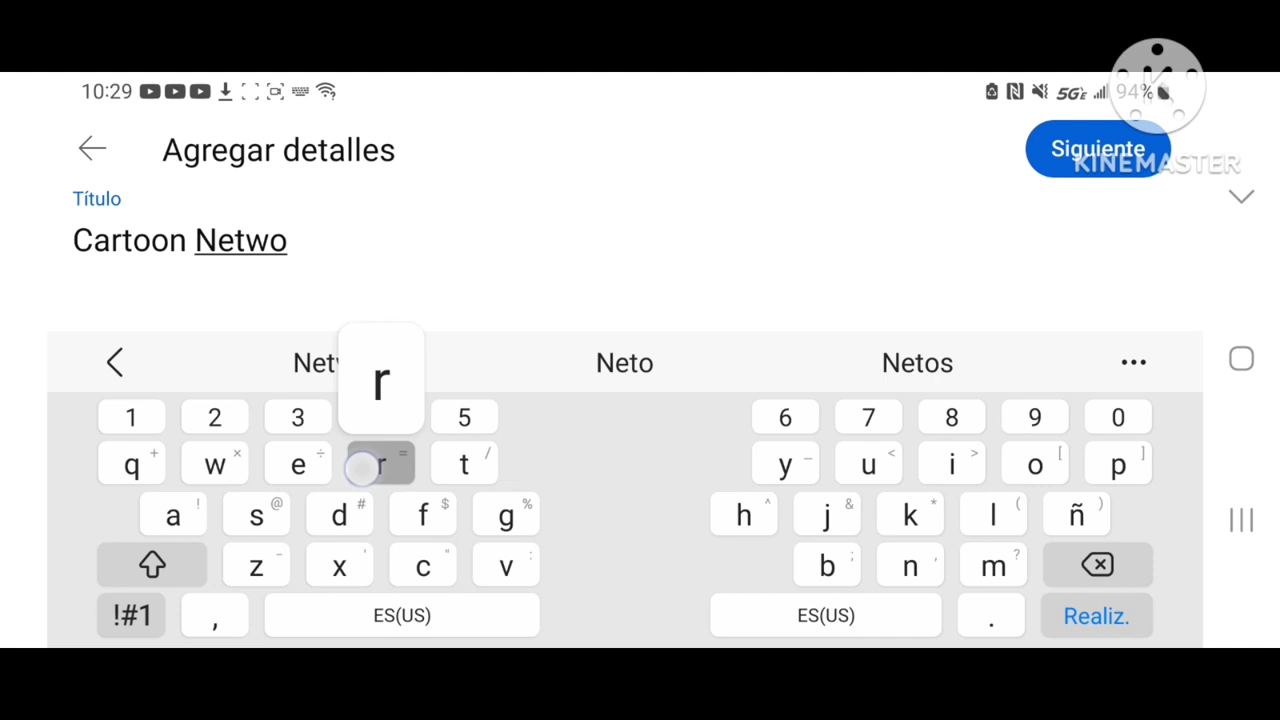 10:29 5GE 94%
Agregar detalles Siguiente
KINEMASTER
Título
Cartoon Netwo
r
Neto Netos
1 2 3 5 6 7 8 9 0
q + w × e ÷ r = t / y u < i > o [ p ]
a ! s @ d # f $ g % h ^ j & k * l ( ñ )
z - x ' c " v : b ; n , m ?
!#1 , ES(US) ES(US) . Realiz.